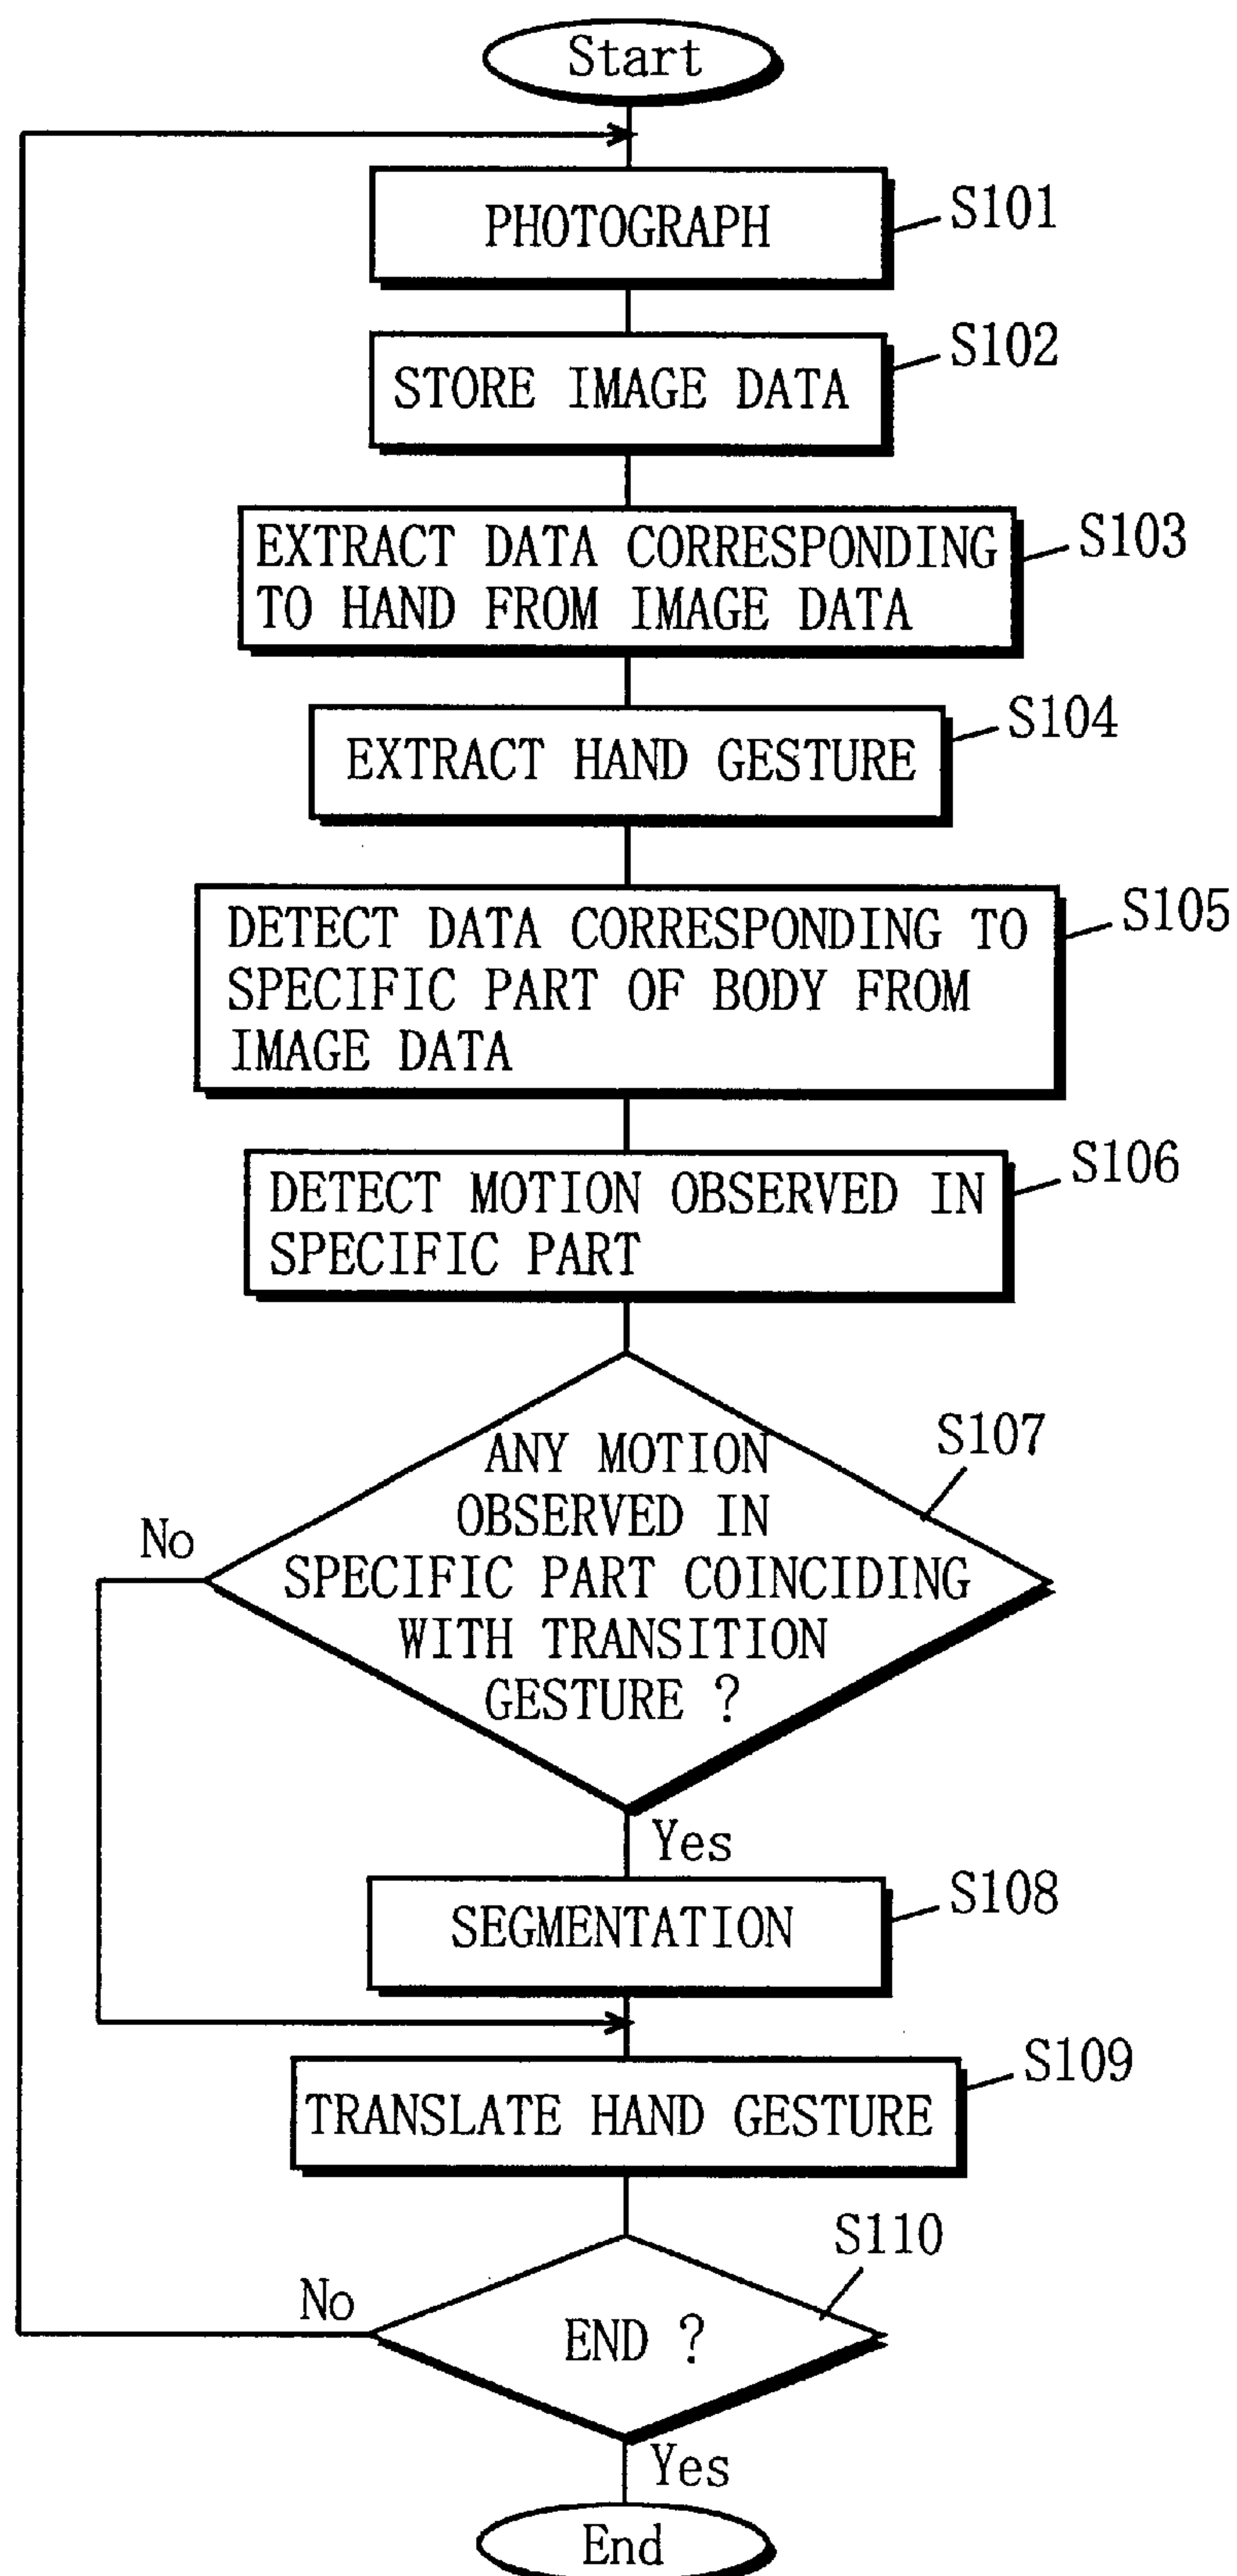 Start
PHOTOGRAPH
S101
STORE IMAGE DATA
S102
EXTRACT DATA CORRESPONDING
TO HAND FROM IMAGE DATA
S103
EXTRACT HAND GESTURE
S104
DETECT DATA CORRESPONDING TO
SPECIFIC PART OF BODY FROM
IMAGE DATA
S105
DETECT MOTION OBSERVED IN
SPECIFIC PART
S106
ANY MOTION
OBSERVED IN
SPECIFIC PART COINCIDING
WITH TRANSITION
GESTURE ?
S107
No
Yes
SEGMENTATION
S108
TRANSLATE HAND GESTURE
S109
END ?
S110
No
Yes
End